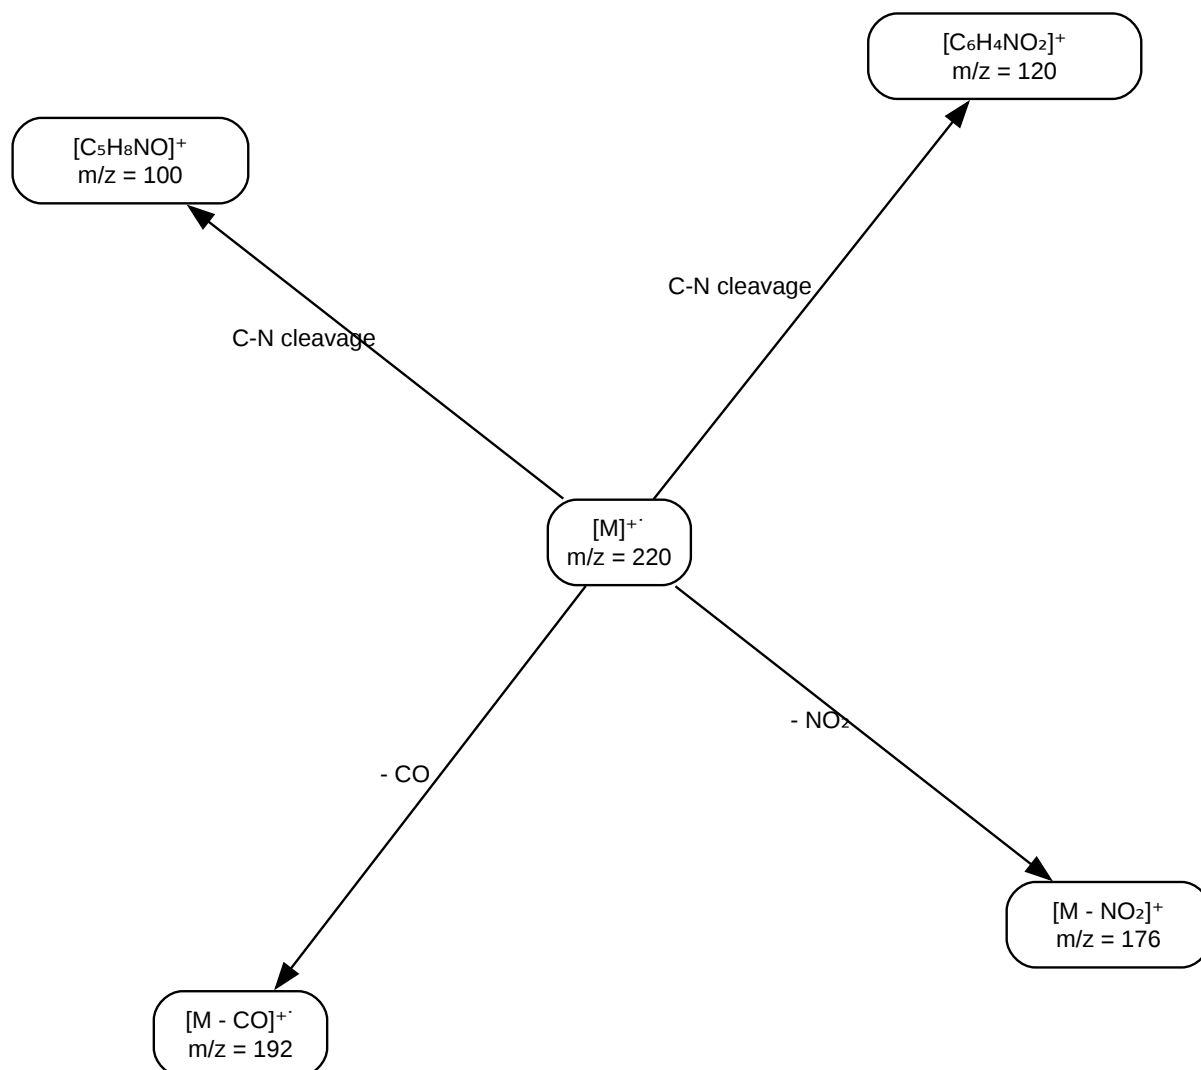 [C₆H₄NO₂]⁺
m/z = 120
[C₅H₈NO]⁺
m/z = 100
C-N cleavage
C-N cleavage
[M]⁺˙
m/z = 220
- NO₂
- CO
[M - NO₂]⁺
m/z = 176
[M - CO]⁺˙
m/z = 192